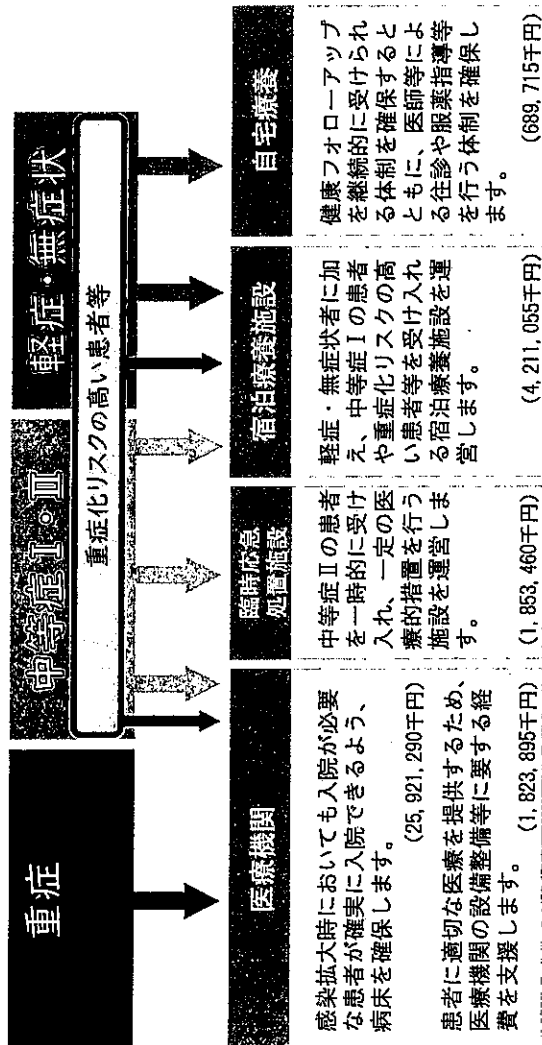 重症
中等症Ⅰ・Ⅱ
軽症・無症状
重症化リスクの高い患者等
医療機関
感染拡大時においても入院が必要
な患者が確実に入院できるよう、
病床を確保します。
(25,921,290千円)
患者に適切な医療を提供するため、
医療機関の設備整備等に要する経
費を支援します。
(1,823,895千円)
臨時応急
処置施設
中等症Ⅱの患者
を一時的に受け
入れ、一定の医
療的措置を行う
施設を運営しま
す。
(1,853,460千円)
宿泊療養施設
軽症・無症状者に加
え、中等症Ⅰの患者
や重症化リスクの高
い患者等を受け入れ
る宿泊療養施設を運
営します。
(4,211,055千円)
自宅療養
健康フォローアップ
を継続的に受けられ
る体制を確保すると
ともに、医師等によ
る往診や服薬指導等
を行う体制を確保し
ます。
(689,715千円)